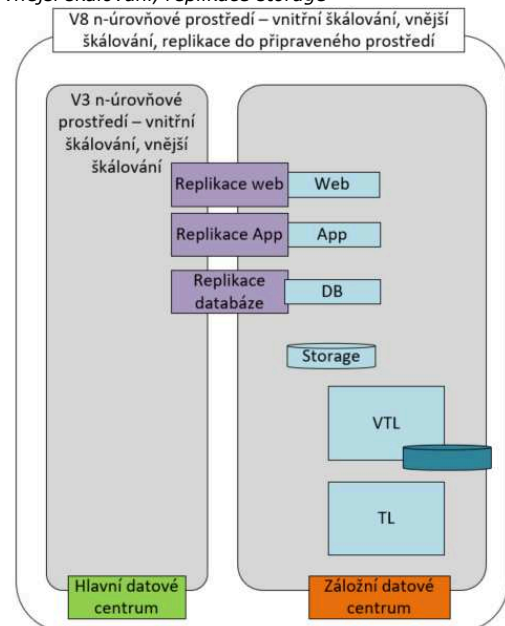 vnější škálování, replikace storage
V8 n-úrovňové prostředí – vnitřní škálování, vnější
škálování, replikace do připraveného prostředí
V3 n-úrovňové
prostředí – vnitřní
škálování, vnější
škálování
Replikace web
Web
Replikace App
App
Replikace
databáze
DB
Storage
VTL
TL
Hlavní datové
centrum
Záložní datové
centrum